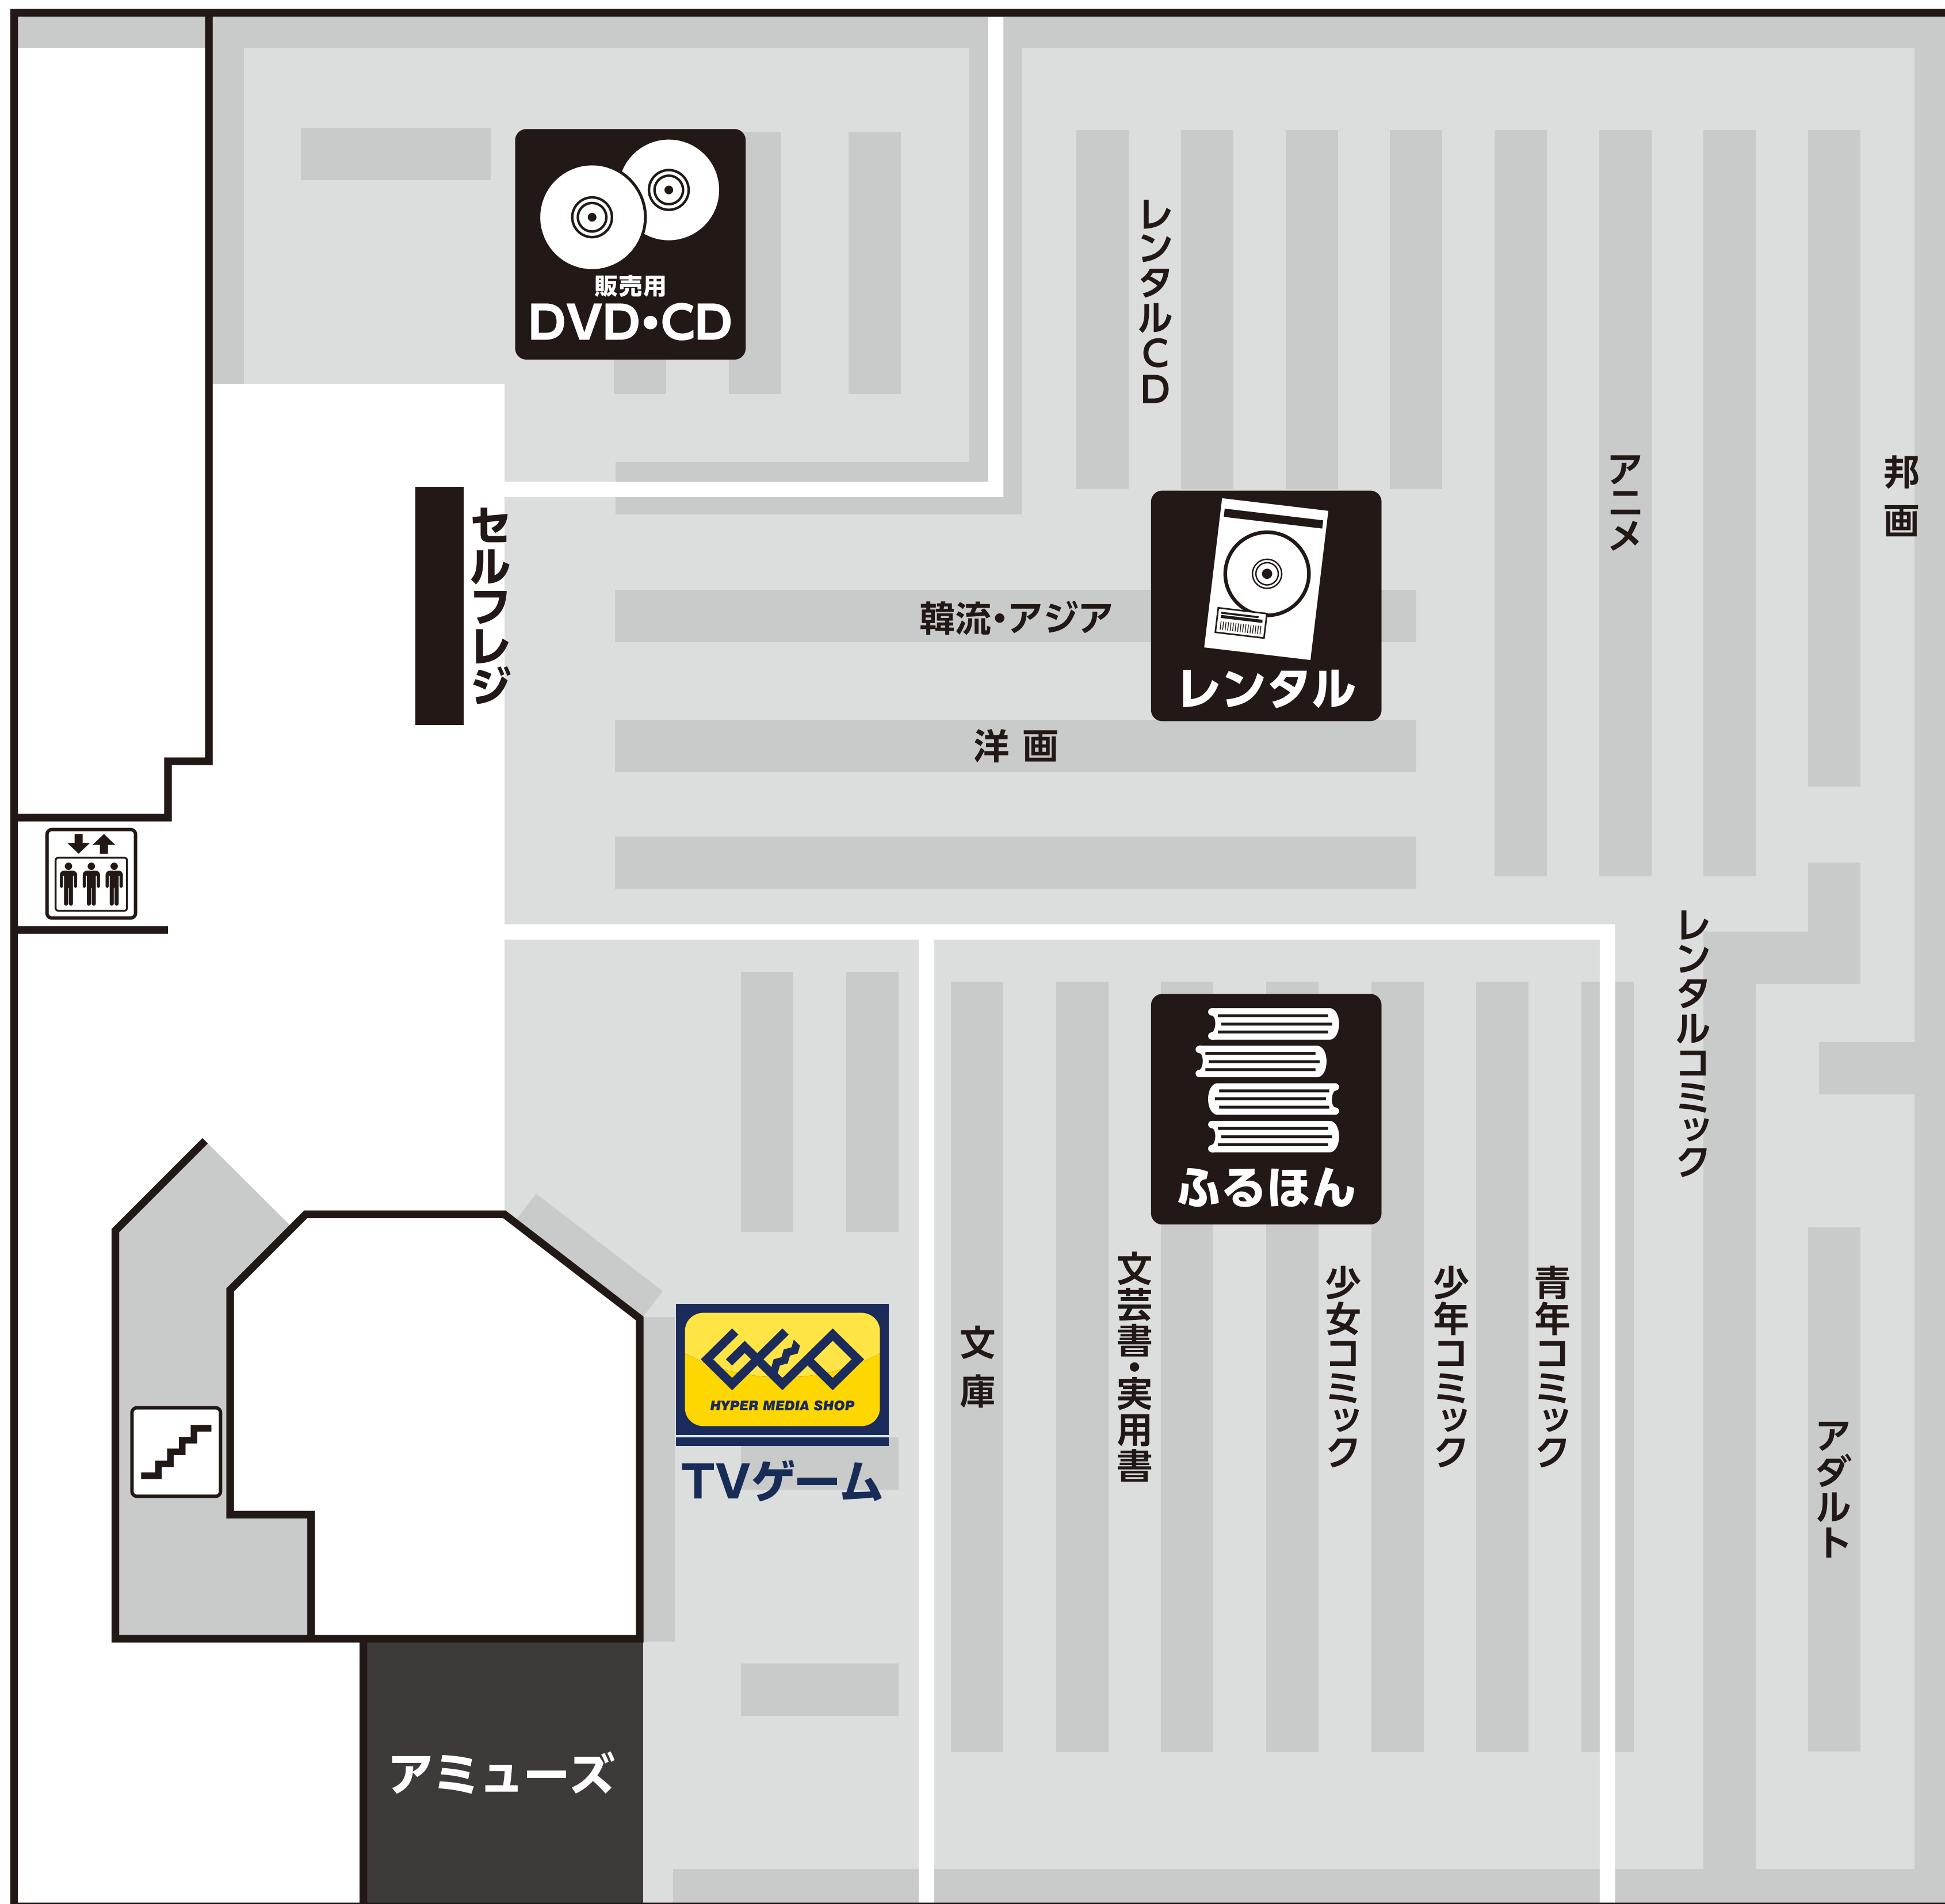 販売用
DVD・CD
レンタルCD
アニメ
邦画
セルフレジ
韓流・アジア
レンタル
洋画
レンタルコミック
ふるほん
文庫
文芸書・実用書
少女コミック
少年コミック
青年コミック
アダルト
GEO
HYPER MEDIA SHOP
TVゲーム
アミューズ